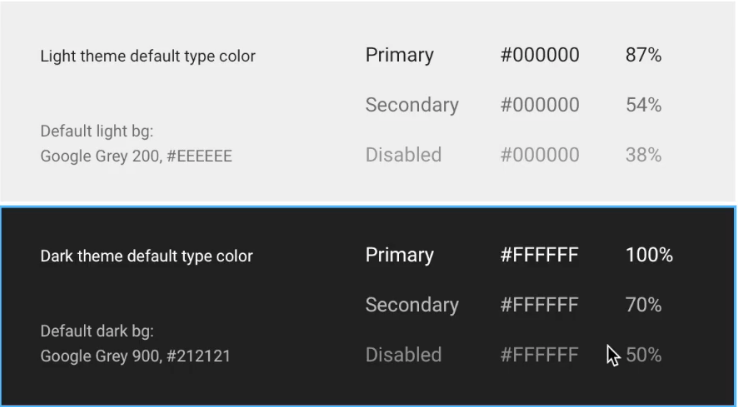 Light theme default type color
Primary #000000 87%
Secondary #000000 54%
Default light bg:
Google Grey 200, #EEEEEE
Disabled #000000 38%
Dark theme default type color
Primary #FFFFFF 100%
Secondary #FFFFFF 70%
Default dark bg:
Google Grey 900, #212121
Disabled #FFFFFF 50%